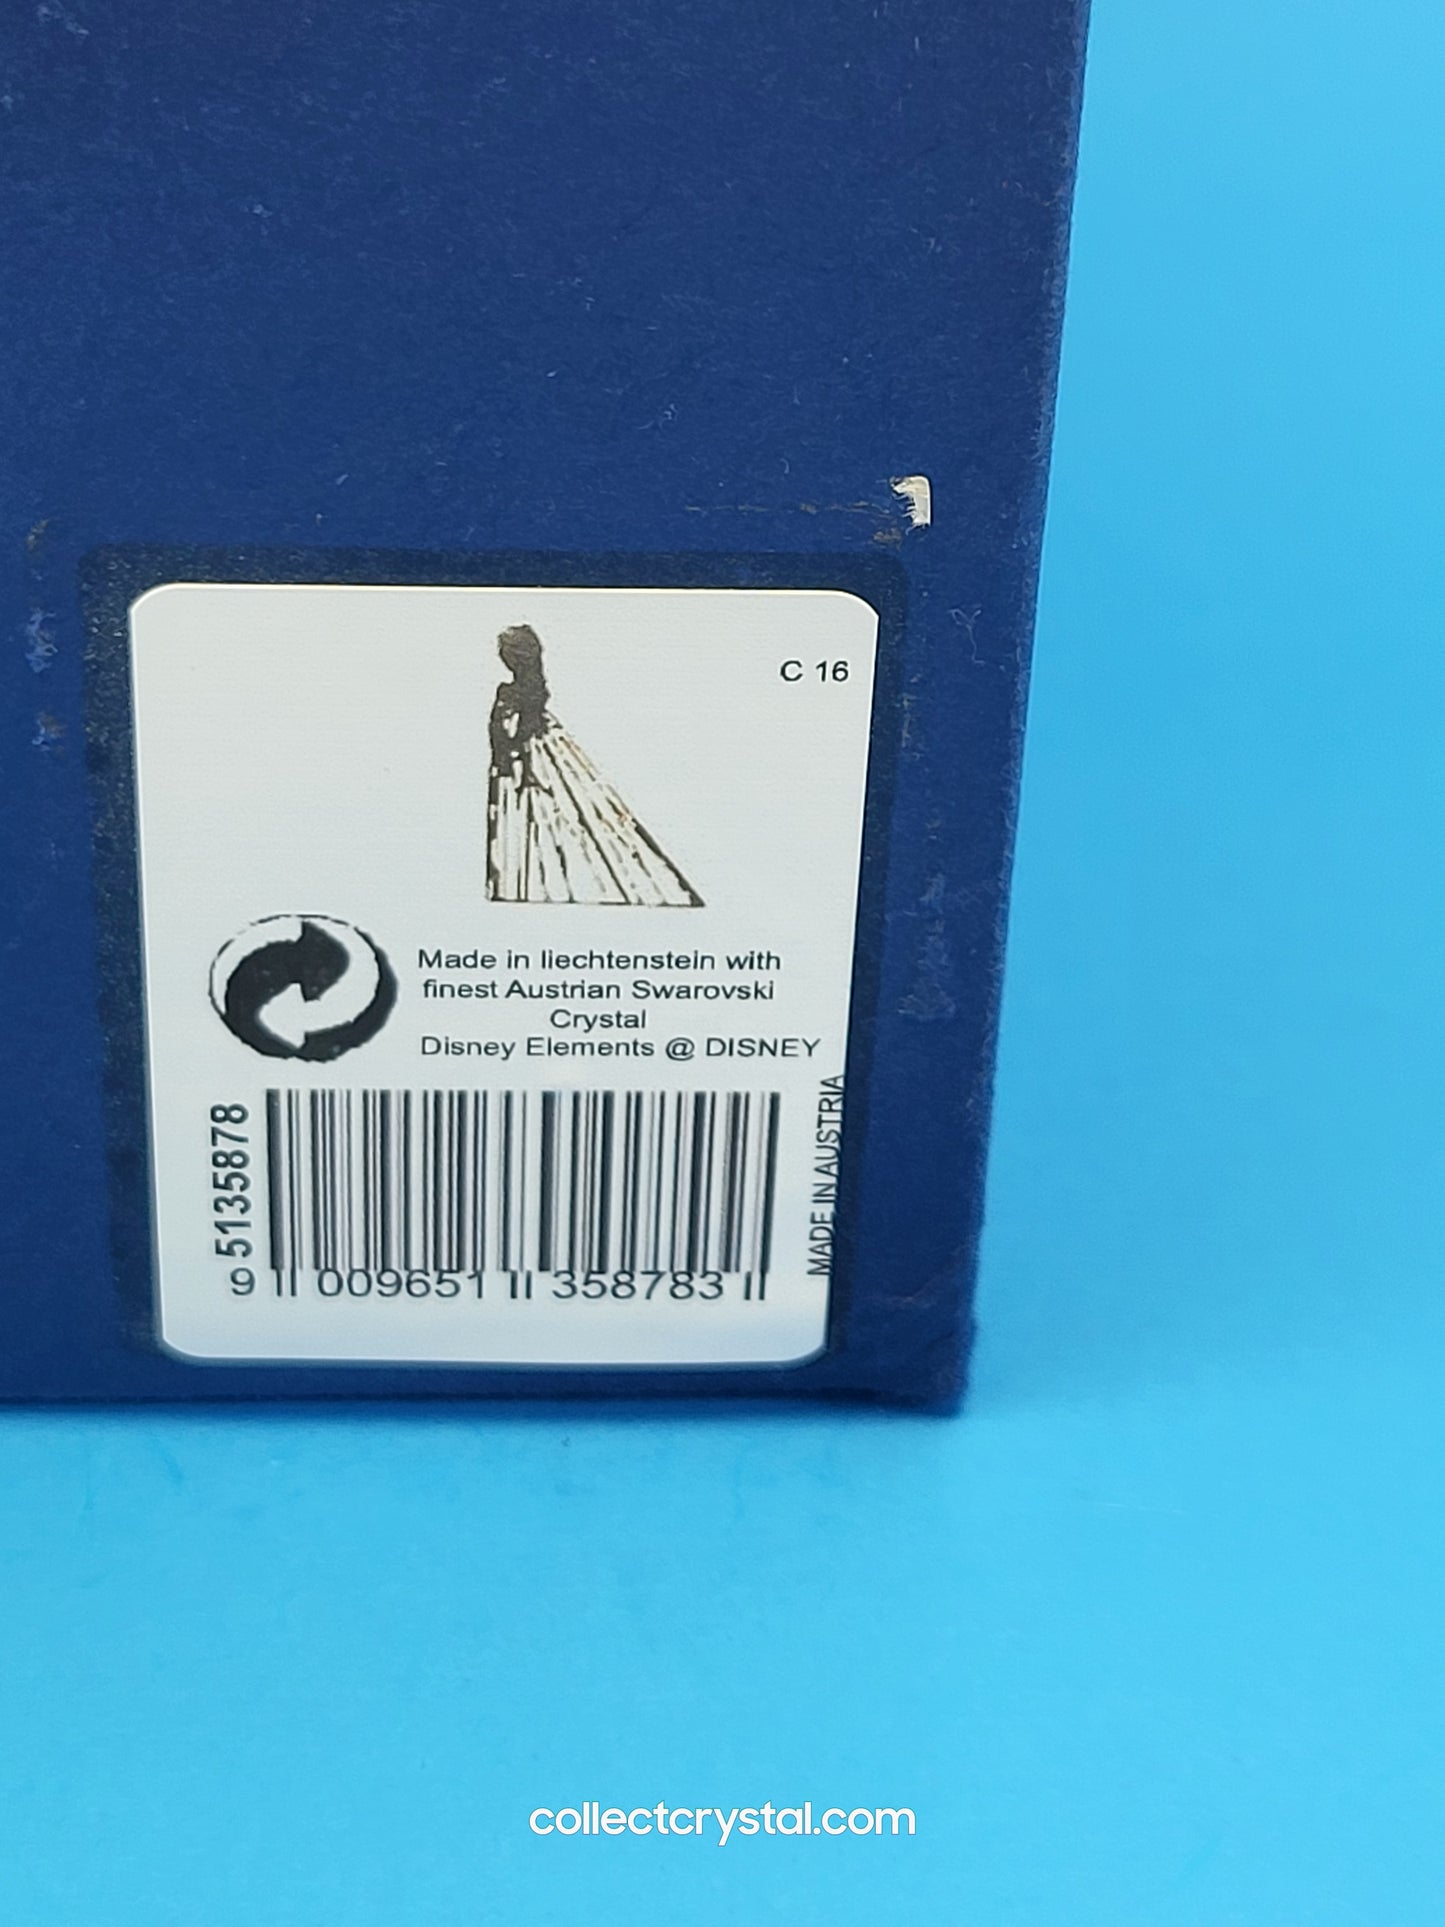 C 16
Made in liechtenstein with
finest Austrian Swarovski
Crystal
Disney Elements @ DISNEY
5135878
MADE IN AUSTRIA
9 009651 358783
collectcrystal.com